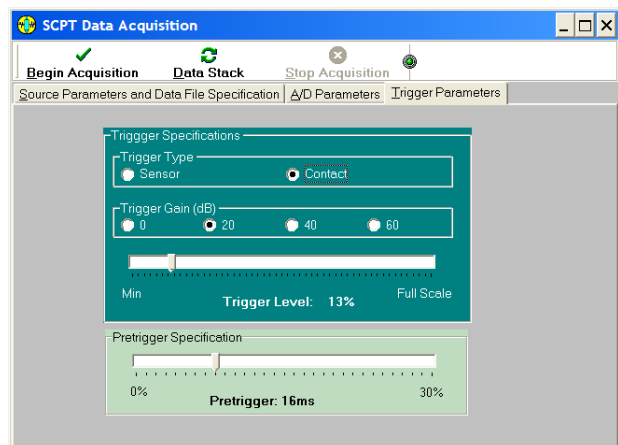 SCPT Data Acquisition
Begin Acquisition Data Stack Stop Acquisition
Source Parameters and Data File Specification A/D Parameters Trigger Parameters
Triggger Specifications
Trigger Type
Sensor Contact
Trigger Gain (dB)
0 20 40 60
Min Trigger Level: 13% Full Scale
Pretrigger Specification
0% Pretrigger: 16ms 30%